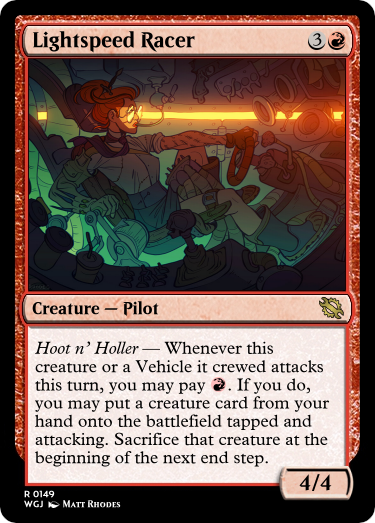 Lightspeed Racer 3
Creature — Pilot
Hoot n’ Holler — Whenever this
creature or a Vehicle it crewed attacks
this turn, you may pay . If you do,
you may put a creature card from your
hand onto the battlefield tapped and
attacking. Sacrifice that creature at the
beginning of the next end step.
4/4
R 0149
WGJ Matt Rhodes